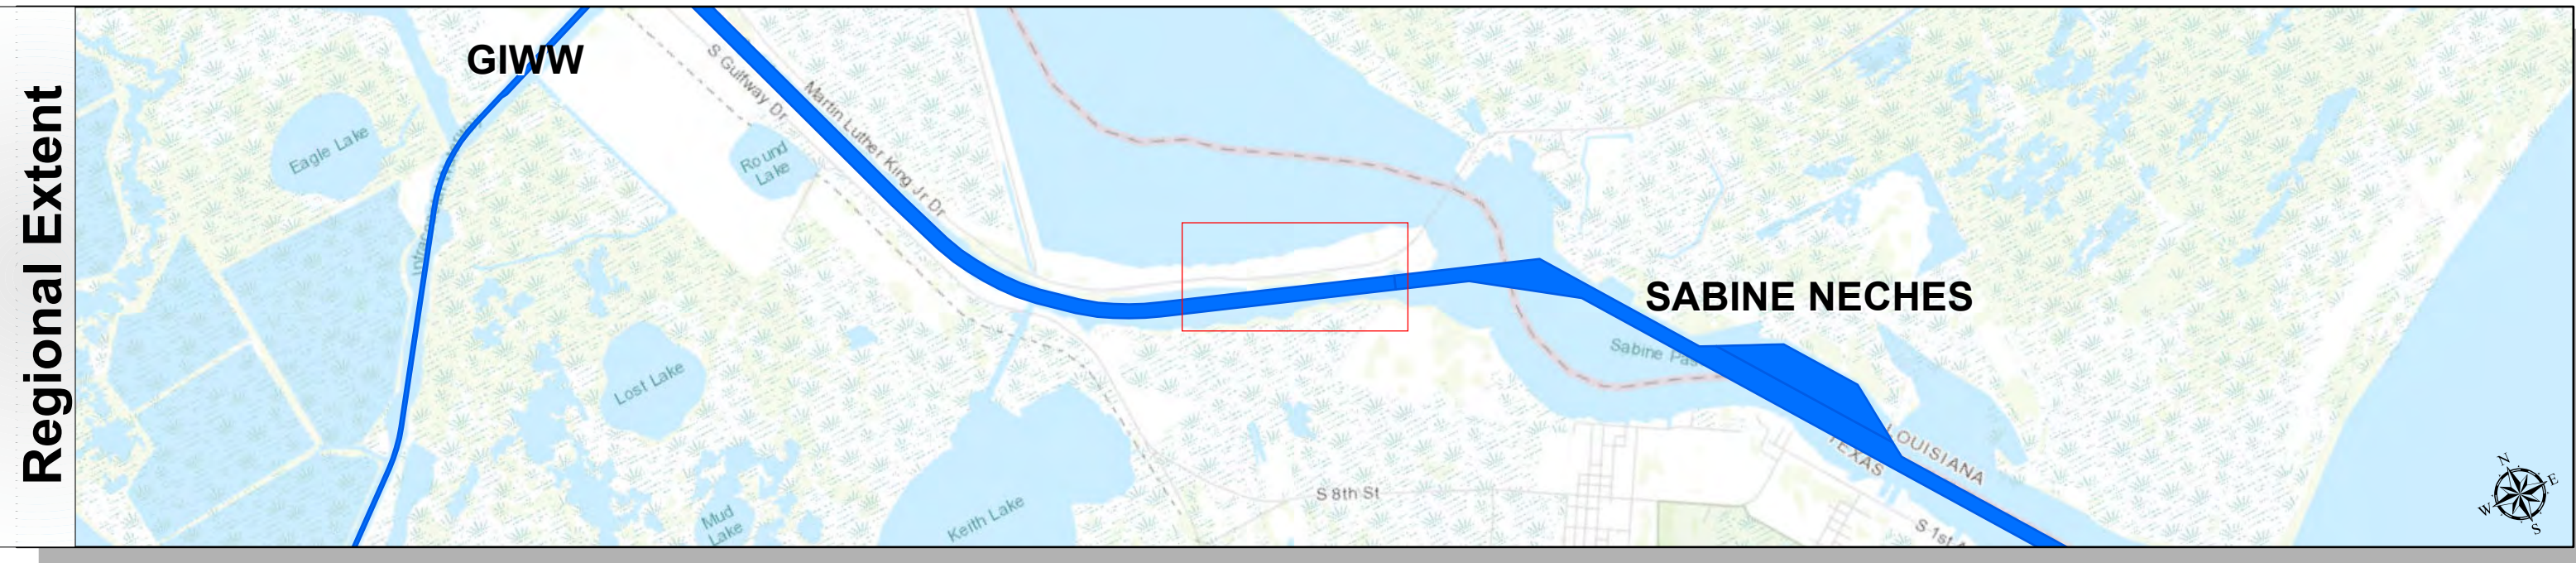 Regional Extent
GIWW
SABINE NECHES
S Gulfway Dr
Martin Luther King Jr Dr
Eagle Lake
Round
Lake
Lost Lake
Mud
Lake
Keith Lake
S 8th St
Sabine Pas
LOUISIANA
TEXAS
S 1st A
N
E
S
W